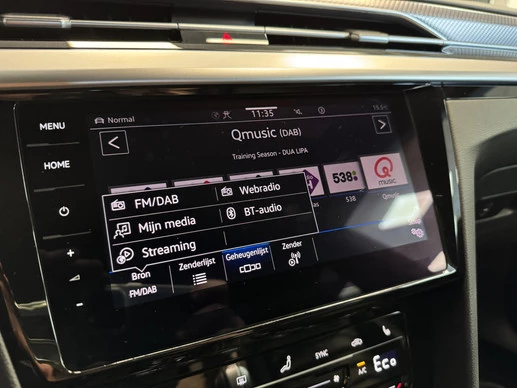 MENU
HOME
Normal
11:35
Qmusic (DAB)
Training Season - DUA LIPA
538
music
538
FM/DAB
Webradio
Mijn media
BT-audio
Streaming
Bron
FM/DAB
Zenderlijst
Geheugenlijst
Zender
SYNC
A/C
Eco